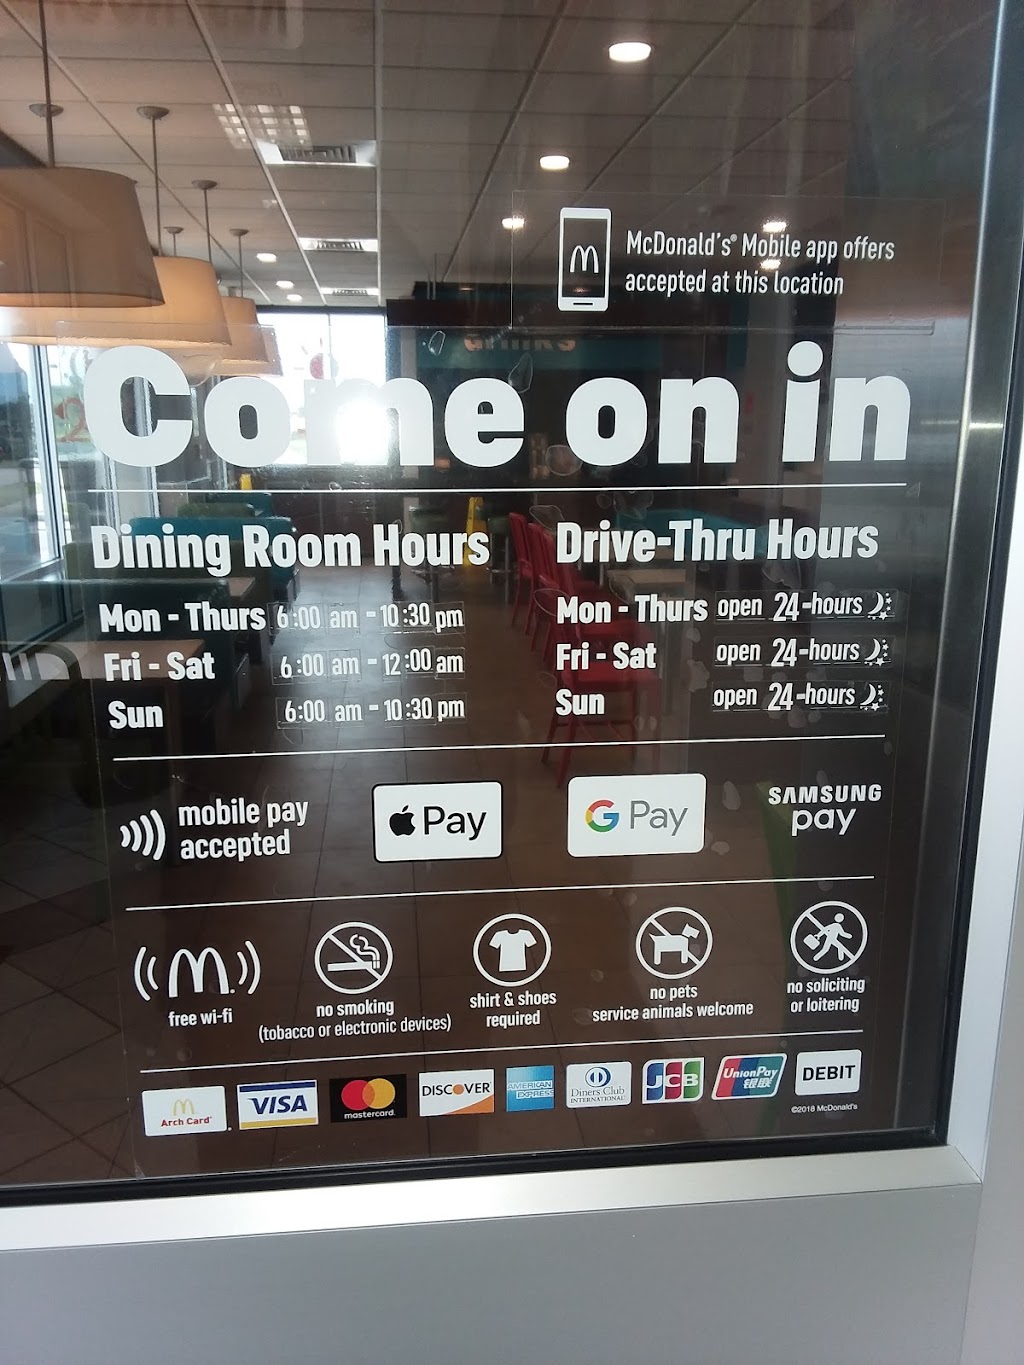 McDonald's® Mobile app offers
accepted at this location
drinks
Come on in
Dining Room Hours
Mon - Thurs 6:00 am - 10:30 pm
Fri - Sat 6:00 am - 12:00 am
Sun 6:00 am - 10:30 pm
Drive-Thru Hours
Mon - Thurs open 24-hours
Fri - Sat open 24-hours
Sun open 24-hours
mobile pay
accepted
Pay
G Pay
SAMSUNG
pay
free wi-fi
no smoking
(tobacco or electronic devices)
shirt & shoes
required
no pets
service animals welcome
no soliciting
or loitering
Arch Card
VISA
mastercard
DISCOVER
AMERICAN
EXPRESS
Diners Club
INTERNATIONAL
JCB
UnionPay
银联
DEBIT
©2018 McDonald's